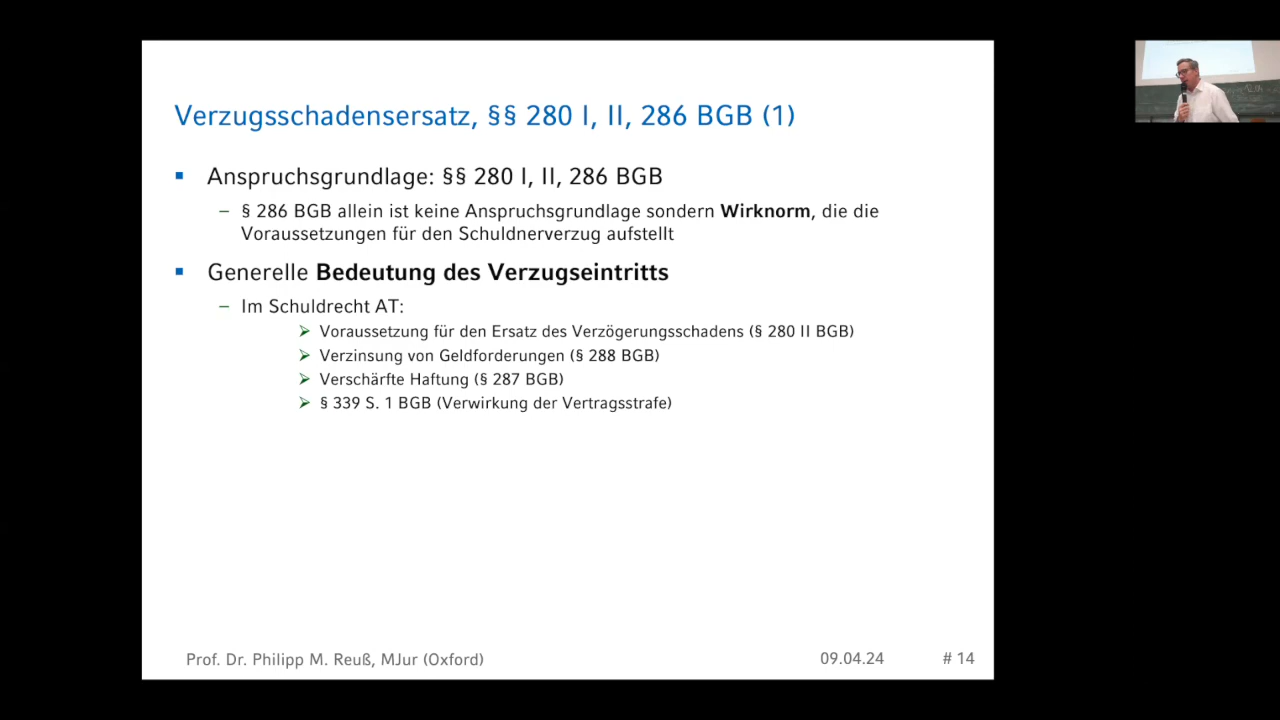 Verzugsschadensersatz, §§ 280 I, II, 286 BGB (1)
Anspruchsgrundlage: §§ 280 I, II, 286 BGB
– § 286 BGB allein ist keine Anspruchsgrundlage sondern Wirknorm, die die
Voraussetzungen für den Schuldnerverzug aufstellt
Generelle Bedeutung des Verzugseintritts
– Im Schuldrecht AT:
Voraussetzung für den Ersatz des Verzögerungsschadens (§ 280 II BGB)
Verzinsung von Geldforderungen (§ 288 BGB)
Verschärfte Haftung (§ 287 BGB)
§ 339 S. 1 BGB (Verwirkung der Vertragsstrafe)
Prof. Dr. Philipp M. Reuß, MJur (Oxford)
09.04.24
# 14